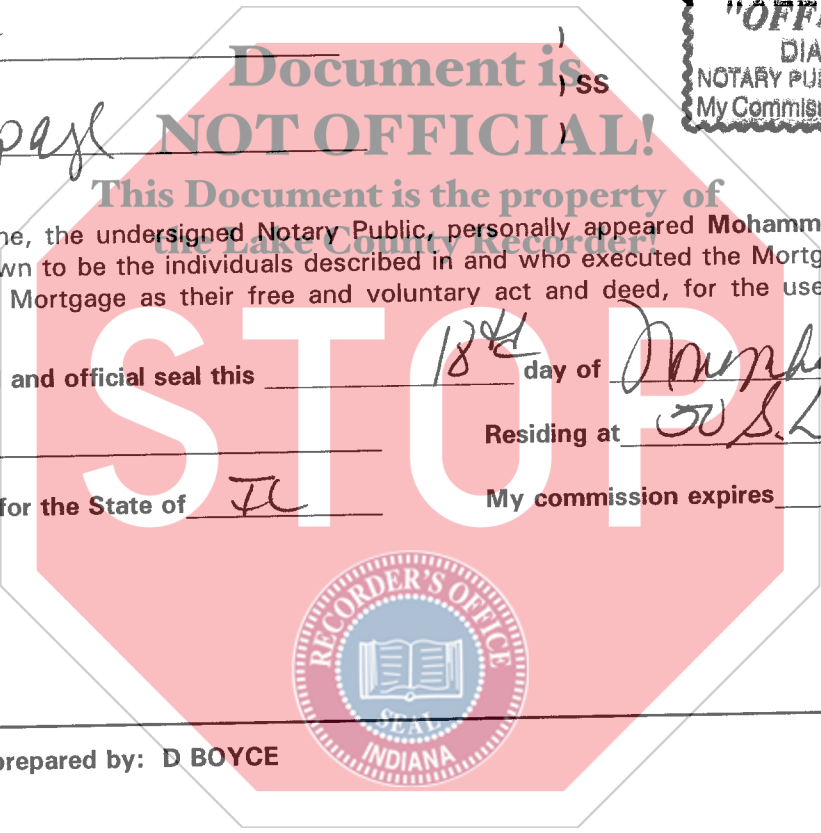 "OFF
DIA
NOTARY PU
My Commis
)
) SS
)
page
Document is
NOT OFFICIAL!
This Document is the property of
the Lake County Recorder!
ne, the undersigned Notary Public, personally appeared Mohamm
wn to be the individuals described in and who executed the Mortg
Mortgage as their free and voluntary act and deed, for the use
STOP
and official seal this 18th day of
Residing at 50 S.
for the State of IL
My commission expires
RECORDER'S OFFICE
SEAL
INDIANA
prepared by: D BOYCE